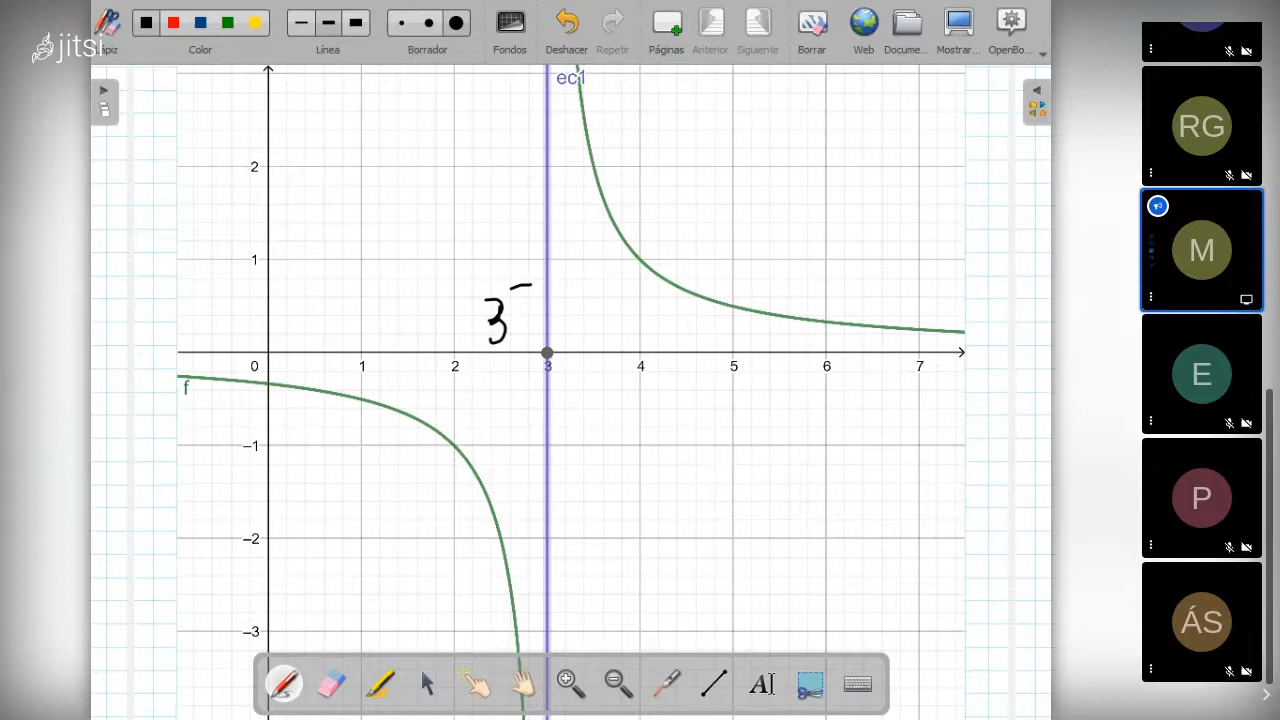 jitsi
Lápiz Color Línea Borrador Fondos Deshacer Repetir Páginas Anterior Siguiente Borrar Web Docume... Mostrar... OpenBo...
ec1
2
1
3⁻
0 1 2 3 4 5 6 7
f
–1
–2
–3
AI
RG
M
E
P
ÁS